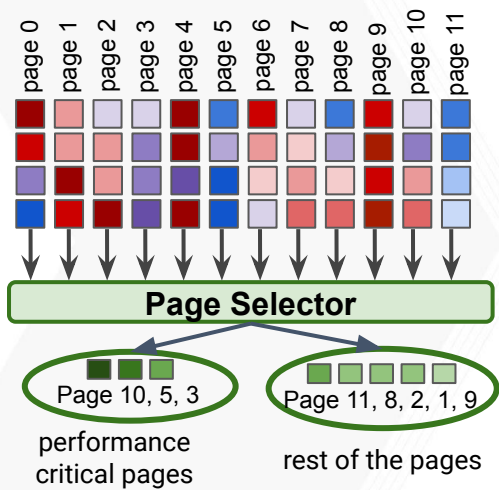 page 0
page 1
page 2
page 3
page 4
page 5
page 6
page 7
page 8
page 9
page 10
page 11
Page Selector
Page 10, 5, 3
Page 11, 8, 2, 1, 9
performance
critical pages
rest of the pages